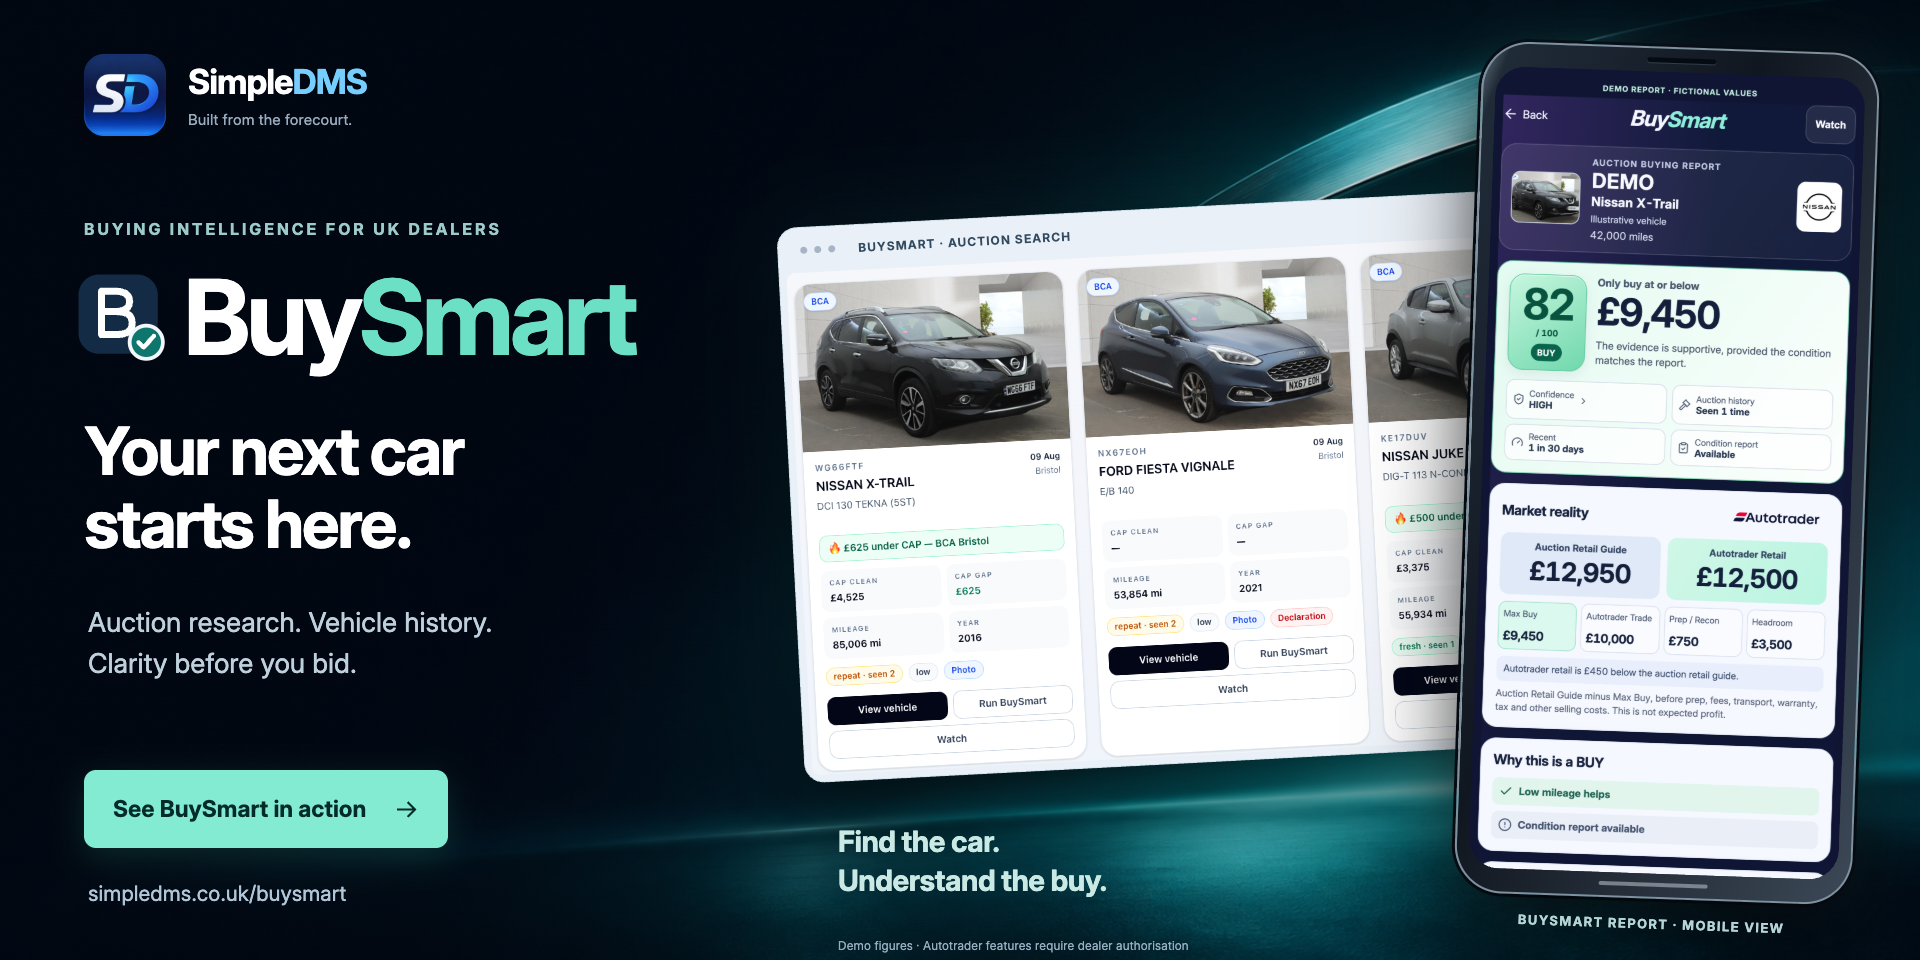 SD
SimpleDMS
Built from the forecourt.
BUYING INTELLIGENCE FOR UK DEALERS
B
BuySmart
Your next car
starts here.
Auction research. Vehicle history.
Clarity before you bid.
See BuySmart in action →
simpledms.co.uk/buysmart
BUYSMART · AUCTION SEARCH
BCA
WG66 FTF
WG66FTF
09 Aug
NISSAN X-TRAIL
Bristol
DCI 130 TEKNA (5ST)
🔥 £625 under CAP — BCA Bristol
CAP CLEAN
£4,525
CAP GAP
£625
MILEAGE
85,006 mi
YEAR
2016
repeat · seen 2
low
Photo
View vehicle
Run BuySmart
Watch
BCA
NX67 EOH
NX67EOH
09 Aug
FORD FIESTA VIGNALE
Bristol
E/B 140
CAP CLEAN
—
CAP GAP
—
MILEAGE
53,854 mi
YEAR
2021
repeat · seen 2
low
Photo
Declaration
View vehicle
Run BuySmart
Watch
BCA
KE17DUV
NISSAN JUKE
DIG-T 113 N-CON
🔥 £500 under
CAP CLEAN
£3,375
MILEAGE
55,934 mi
fresh · seen 1
View
Find the car.
Understand the buy.
Demo figures · Autotrader features require dealer authorisation
DEMO REPORT · FICTIONAL VALUES
← Back
BuySmart
Watch
AUCTION BUYING REPORT
DEMO
Nissan X-Trail
Illustrative vehicle
42,000 miles
NISSAN
82
/ 100
BUY
Only buy at or below
£9,450
The evidence is supportive, provided the condition
matches the report.
Confidence
HIGH
Auction history
Seen 1 time
Recent
1 in 30 days
Condition report
Available
Market reality
Autotrader
Auction Retail Guide
£12,950
Autotrader Retail
£12,500
Max Buy
£9,450
Autotrader Trade
£10,000
Prep / Recon
£750
Headroom
£3,500
Autotrader retail is £450 below the auction retail guide.
Auction Retail Guide minus Max Buy, before prep, fees, transport, warranty,
tax and other selling costs. This is not expected profit.
Why this is a BUY
Low mileage helps
Condition report available
BUYSMART REPORT · MOBILE VIEW